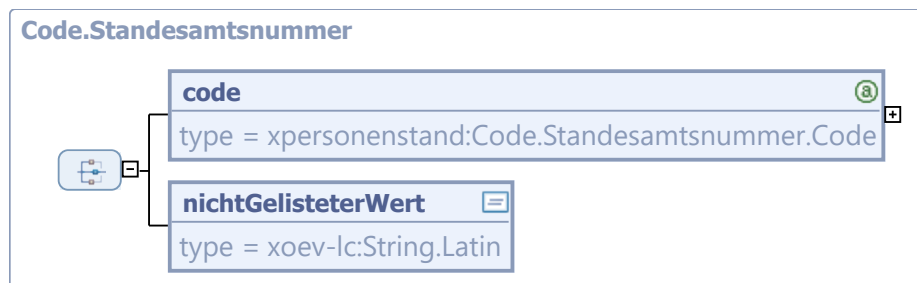 Code.Standesamtsnummer
code
type = xpersonenstand:Code.Standesamtsnummer.Code
nichtGelisteterWert
type = xoev-lc:String.Latin